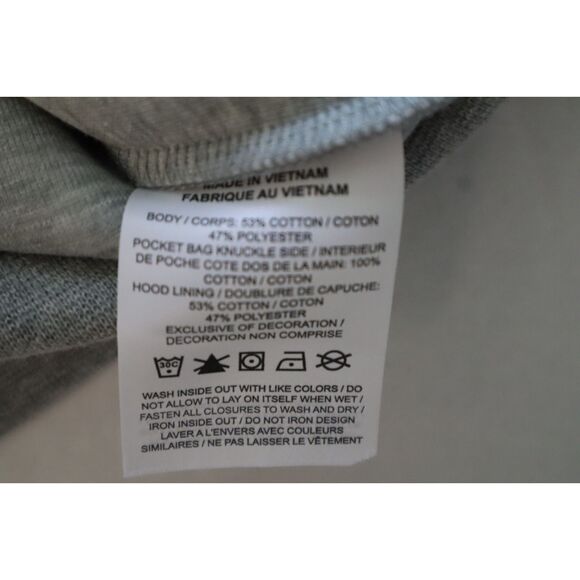 MADE IN VIETNAM
FABRIQUE AU VIETNAM
BODY / CORPS: 53% COTTON / COTON
47% POLYESTER
POCKET BAG KNUCKLE SIDE / INTERIEUR
DE POCHE COTE DOS DE LA MAIN: 100%
COTTON / COTON
HOOD LINING / DOUBLURE DE CAPUCHE:
53% COTTON / COTON
47% POLYESTER
EXCLUSIVE OF DECORATION /
DECORATION NON COMPRISE
30C
WASH INSIDE OUT WITH LIKE COLORS / DO
NOT ALLOW TO LAY ON ITSELF WHEN WET /
FASTEN ALL CLOSURES TO WASH AND DRY /
IRON INSIDE OUT / DO NOT IRON DESIGN
LAVER A L'ENVERS AVEC COULEURS
SIMILAIRES / NE PAS LAISSER LE VÊTEMENT